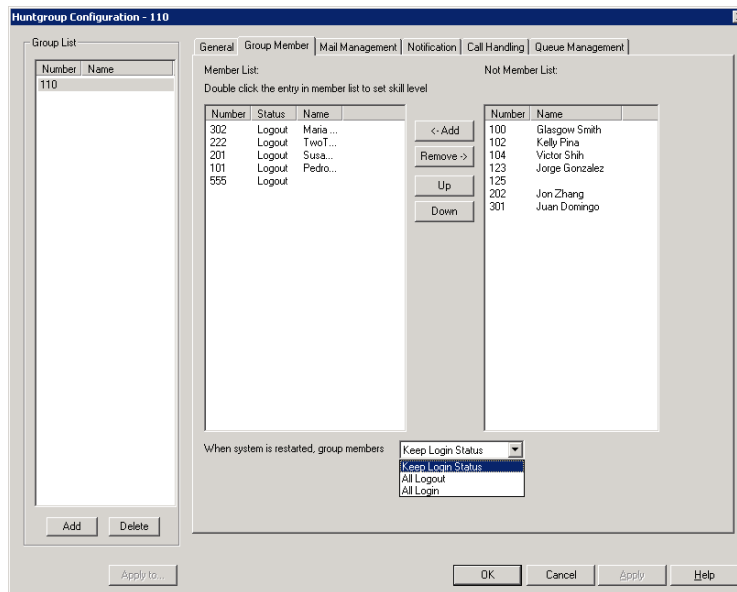 Huntgroup Configuration - 110
Group List
Number Name
110
Add Delete
Apply to...
General Group Member Mail Management Notification Call Handling Queue Management
Member List:
Double click the entry in member list to set skill level
Number Status Name
302 Logout Maria ...
222 Logout TwoT...
201 Logout Susa...
101 Logout Pedro...
555 Logout
<- Add
Remove ->
Up
Down
Not Member List:
Number Name
100 Glasgow Smith
102 Kelly Pina
104 Victor Shih
123 Jorge Gonzalez
125
202 Jon Zhang
301 Juan Domingo
When system is restarted, group members Keep Login Status
Keep Login Status
All Logout
All Login
OK Cancel Apply Help